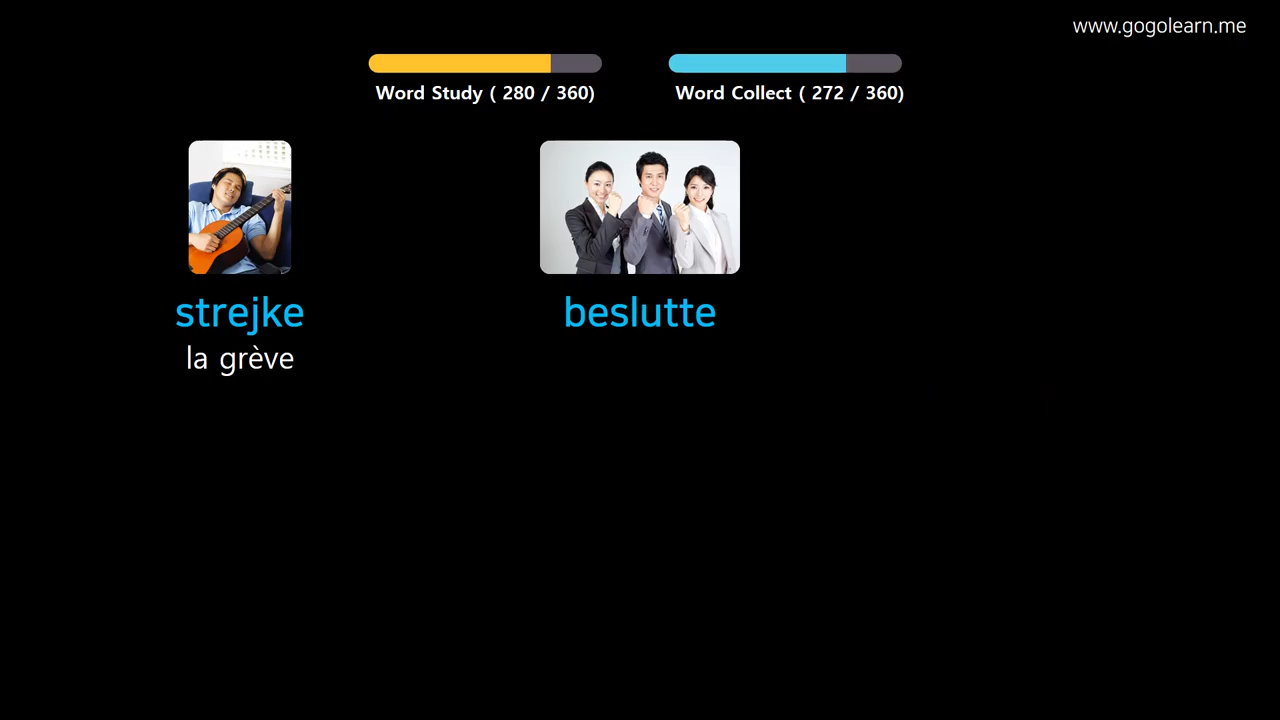 www.gogolearn.me
Word Study ( 280 / 360)
Word Collect ( 272 / 360)
strejke
beslutte
la grève